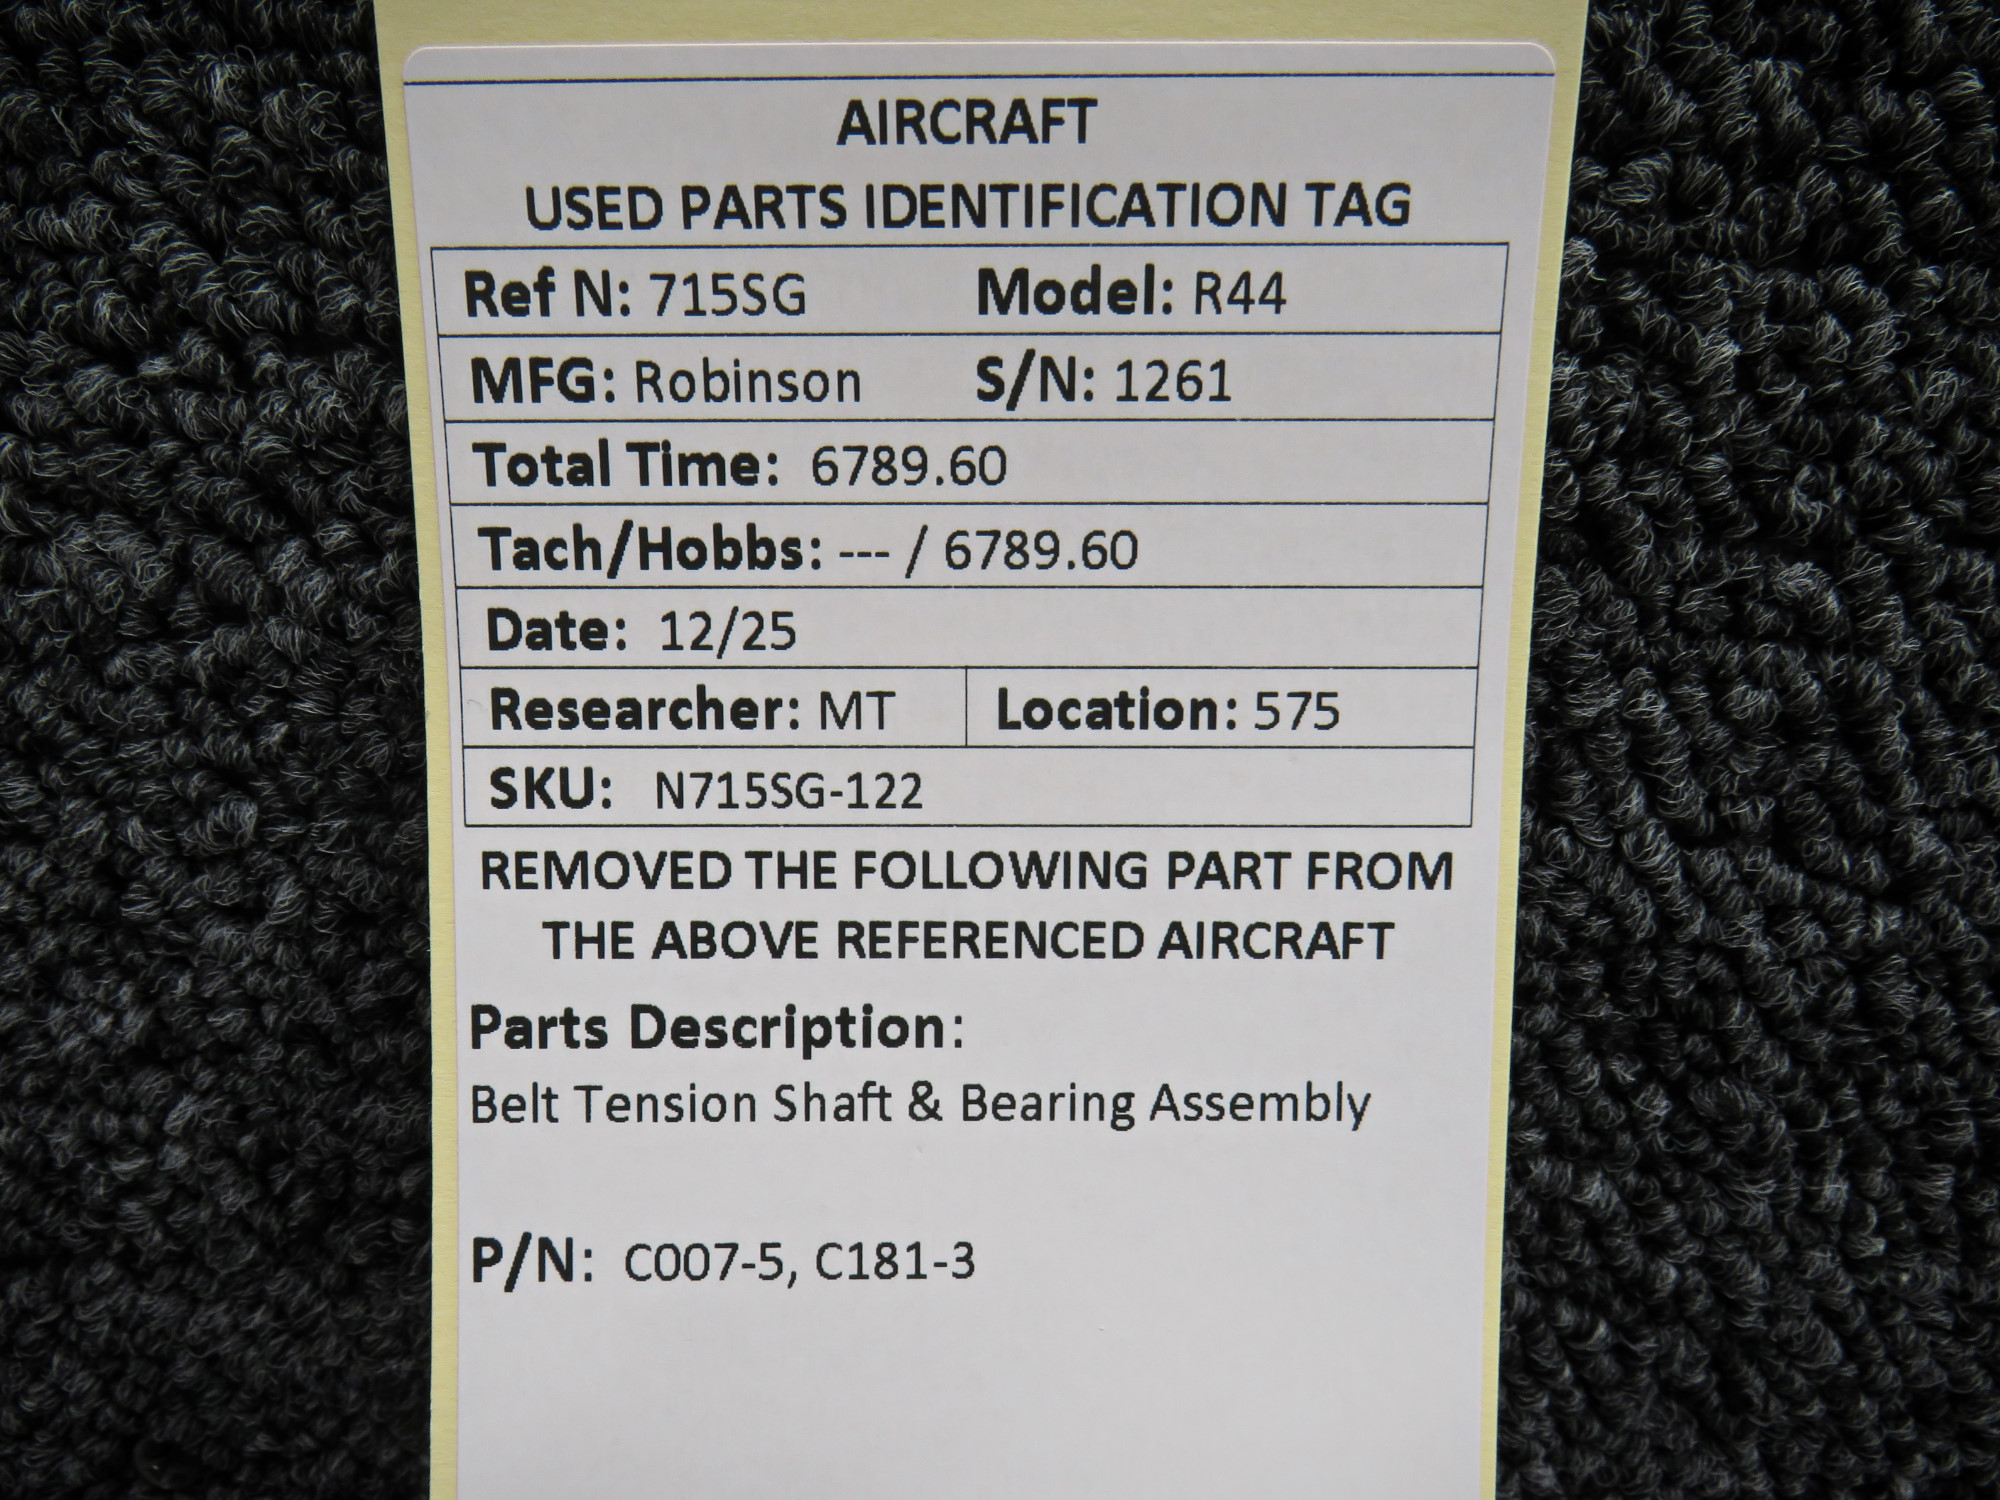 AIRCRAFT
USED PARTS IDENTIFICATION TAG
Ref N: 715SG Model: R44
MFG: Robinson S/N: 1261
Total Time: 6789.60
Tach/Hobbs: --- / 6789.60
Date: 12/25
Researcher: MT Location: 575
SKU: N715SG-122
REMOVED THE FOLLOWING PART FROM
THE ABOVE REFERENCED AIRCRAFT
Parts Description:
Belt Tension Shaft & Bearing Assembly
P/N: C007-5, C181-3